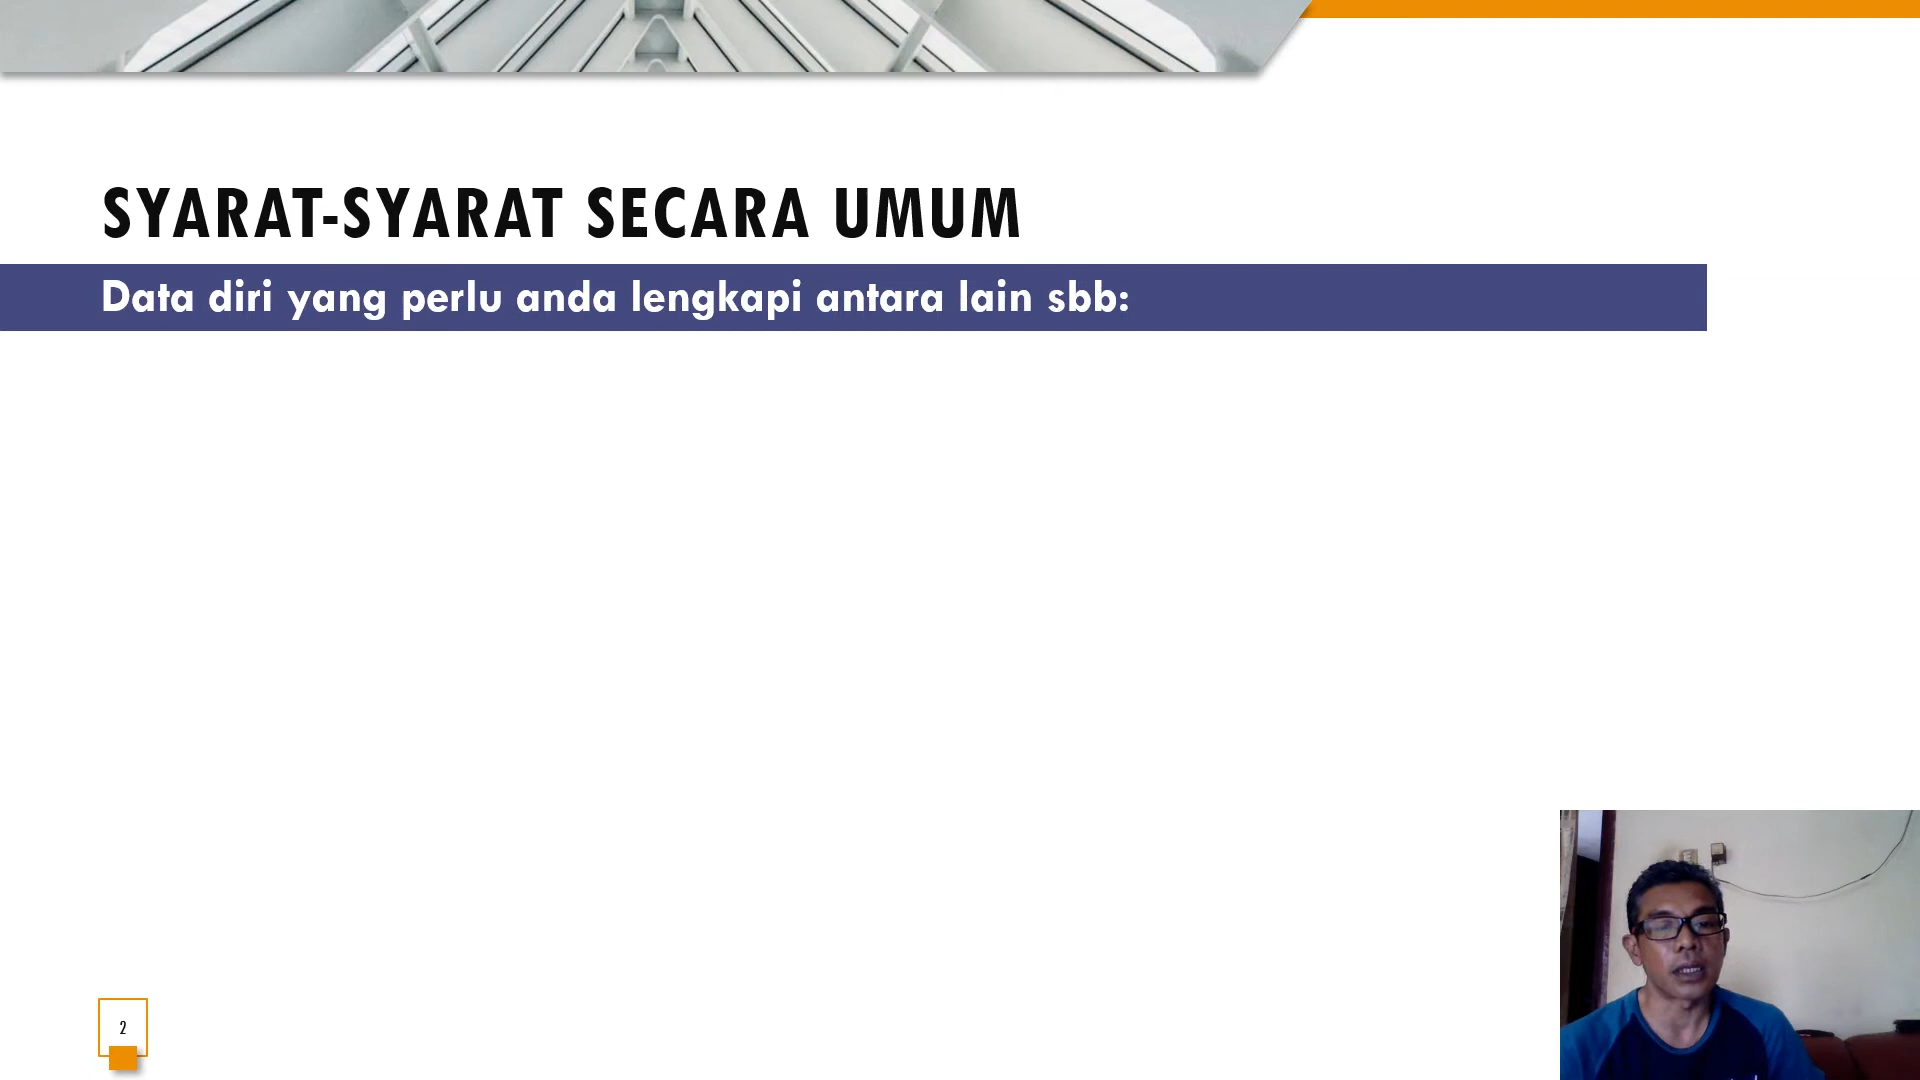 SYARAT-SYARAT SECARA UMUM
Data diri yang perlu anda lengkapi antara lain sbb:
2